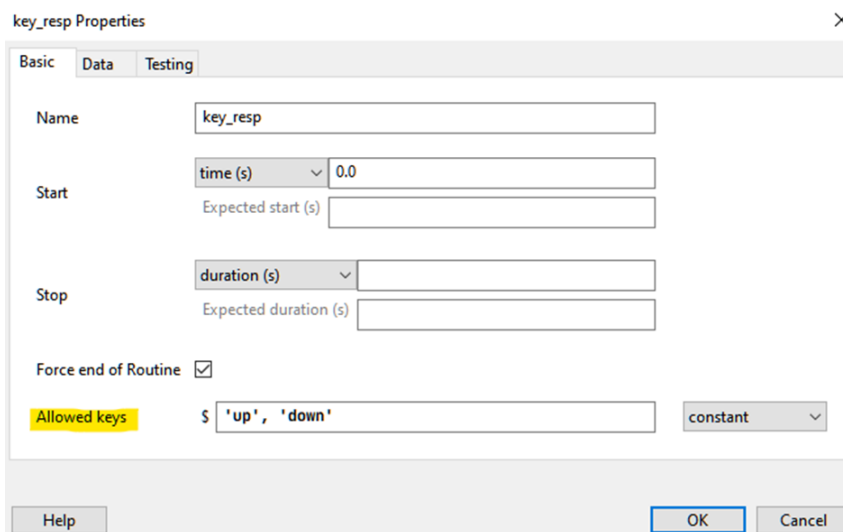 key_resp Properties
Basic Data Testing
Name key_resp
Start time (s) 0.0
Expected start (s)
Stop duration (s)
Expected duration (s)
Force end of Routine
Allowed keys $ 'up', 'down' constant
Help OK Cancel